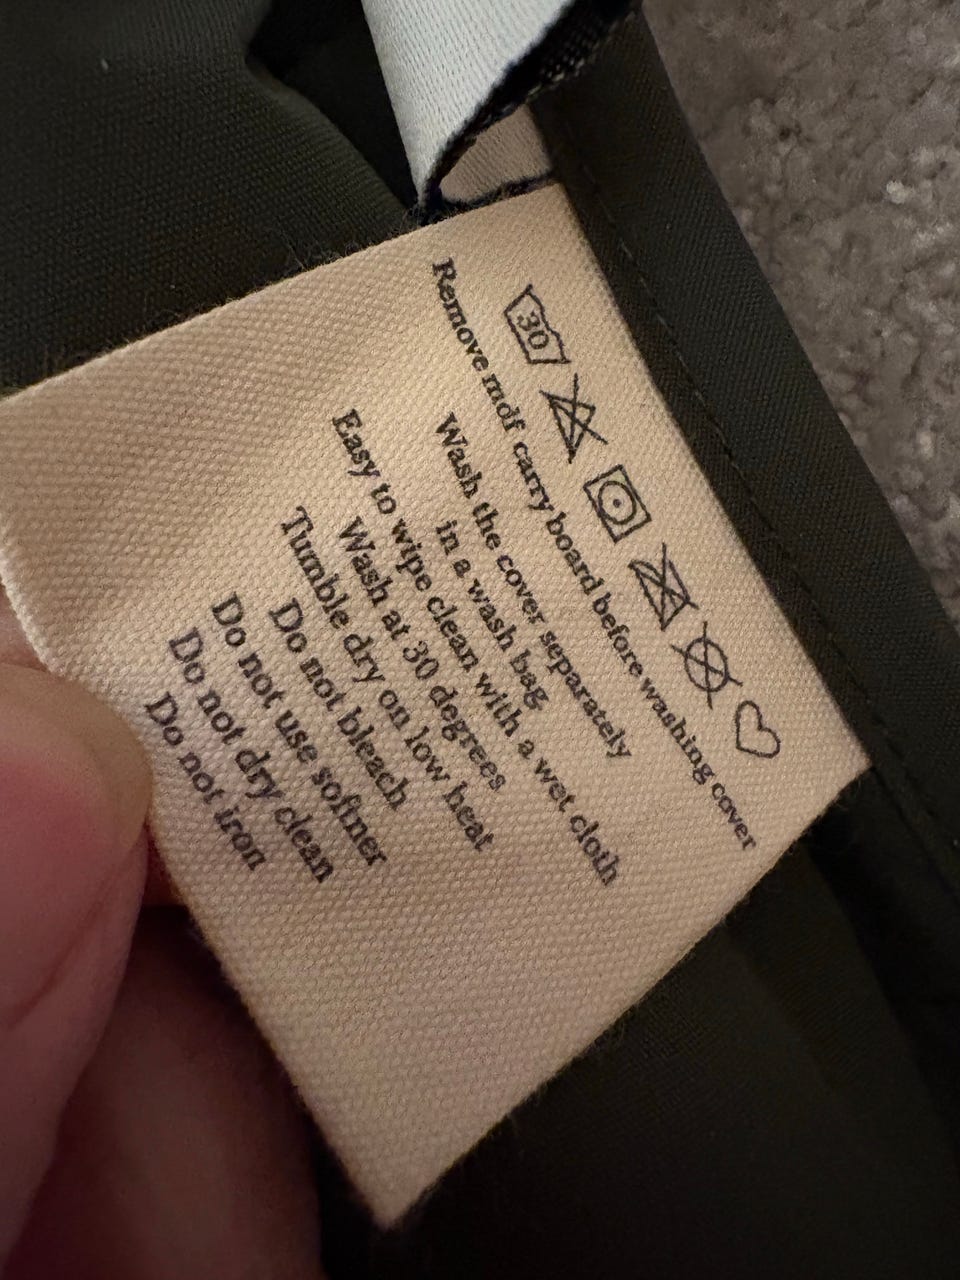 30
Remove mdf carry board before washing cover
Wash the cover separately
in a wash bag
Easy to wipe clean with a wet cloth
Wash at 30 degrees
Tumble dry on low heat
Do not bleach
Do not use softner
Do not dry clean
Do not iron